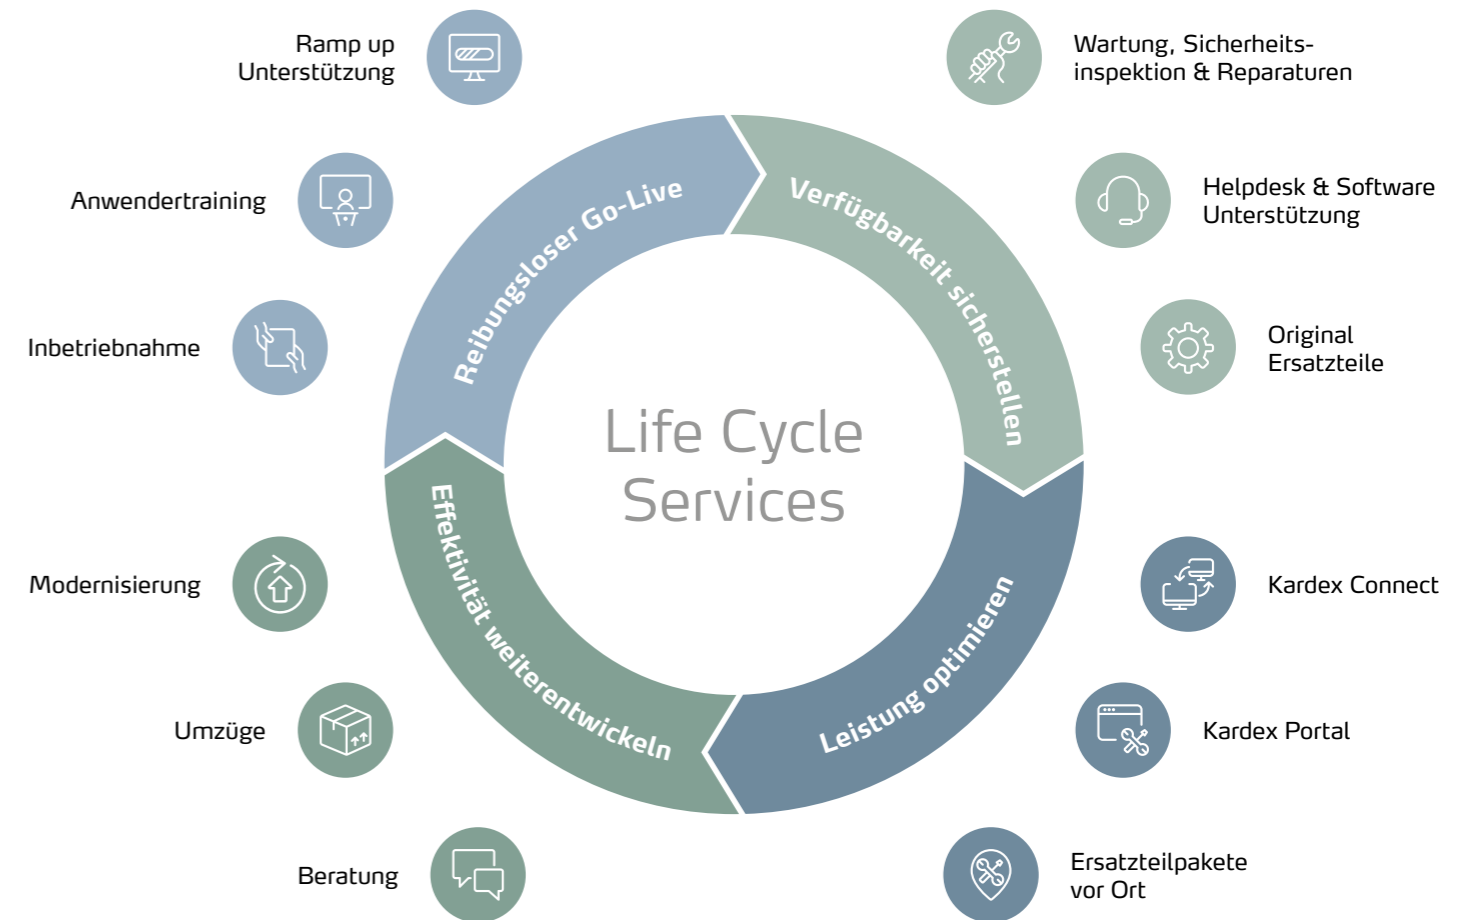 Ramp up
Unterstützung
Anwendertraining
Inbetriebnahme
Modernisierung
Umzüge
Beratung
Reibungsloser Go-Live
Verfügbarkeit sicherstellen
Leistung optimieren
Effektivität weiterentwickeln
Life Cycle
Services
Wartung, Sicherheits-
inspektion & Reparaturen
Helpdesk & Software
Unterstützung
Original
Ersatzteile
Kardex Connect
Kardex Portal
Ersatzteilpakete
vor Ort